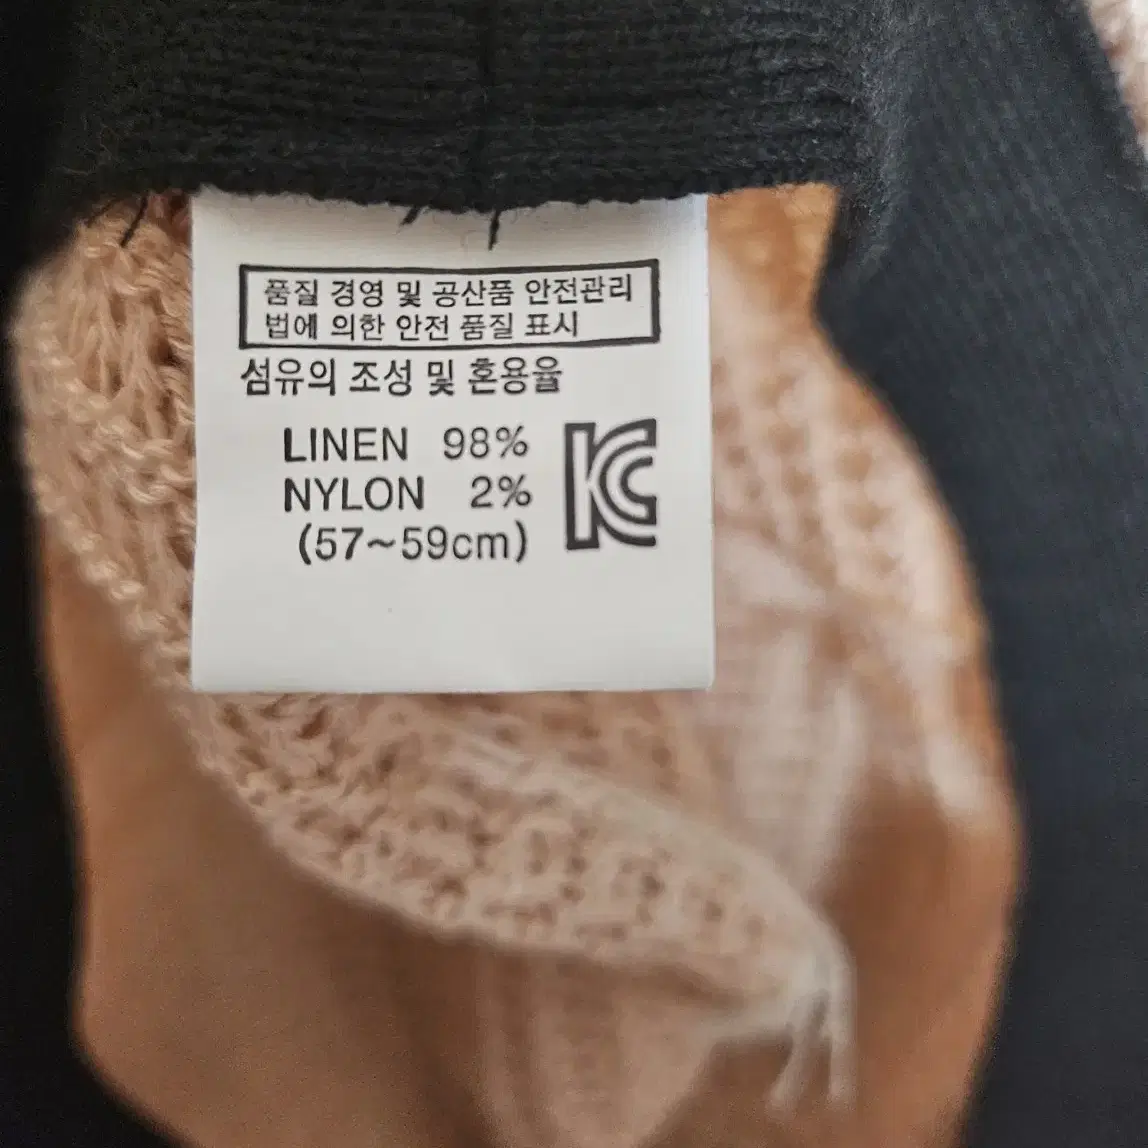 품질 경영 및 공산품 안전관리
법에 의한 안전 품질 표시
섬유의 조성 및 혼용율
LINEN 98%
NYLON 2%
(57~59cm)
KC